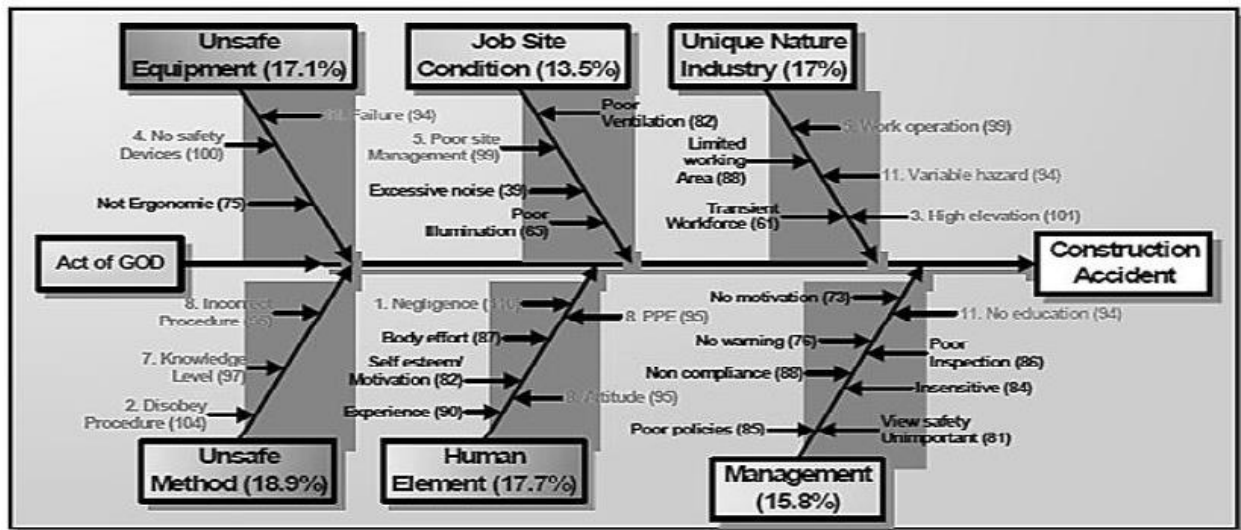 Unsafe
Equipment (17.1%)
Job Site
Condition (13.5%)
Unique Nature
Industry (17%)
Failure (94)
4. No safety
Devices (100)
Not Ergonomic (75)
Poor
Ventilation (82)
5. Poor site
Management (99)
Excessive noise (39)
Poor
Illumination (65)
Work operation (99)
Limited
working
Area (88)
11. Variable hazard (94)
Transient
Workforce (61)
3. High elevation (101)
Act of GOD
Construction
Accident
8. Incorrect
Procedure
7. Knowledge
Level (97)
2. Disobey
Procedure (104)
1. Negligence (110)
8. PPE (95)
Body effort (87)
Self esteem/
Motivation (82)
8. Attitude (95)
Experience (90)
No motivation (73)
11. No education (94)
No warning (76)
Poor
Inspection (86)
Non compliance (88)
Insensitive (84)
Poor policies (85)
View safety
Unimportant (81)
Unsafe
Method (18.9%)
Human
Element (17.7%)
Management
(15.8%)